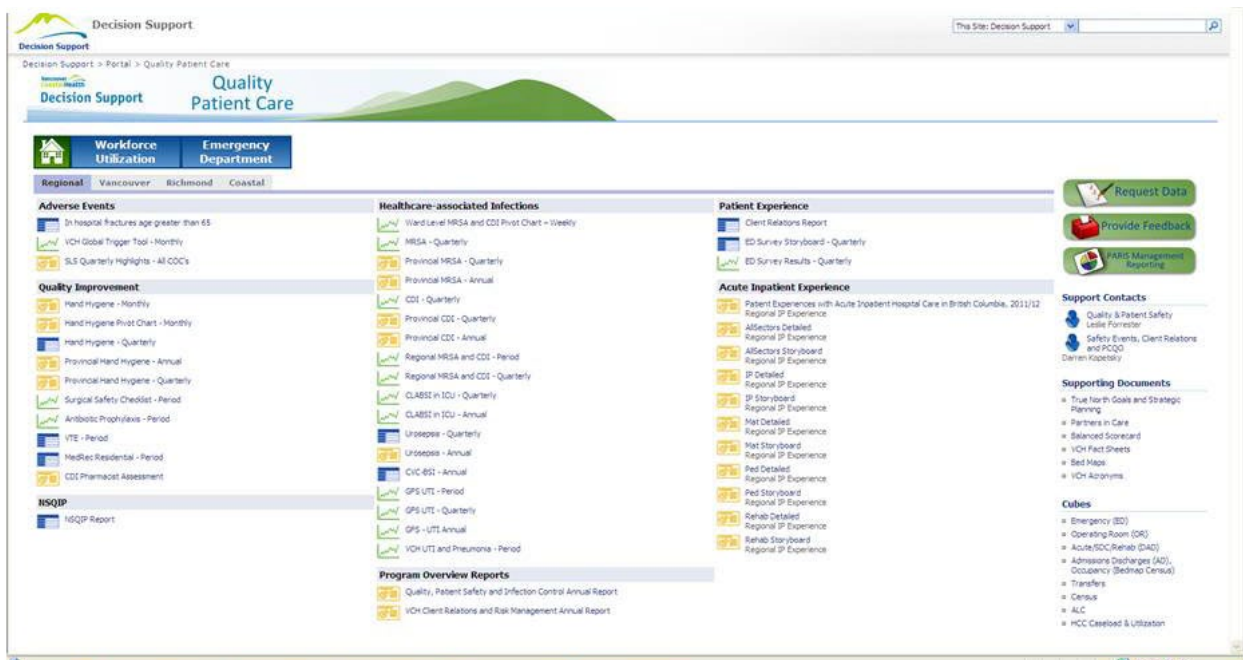 Decision Support
This Site: Decision Support
Decision Support
Decision Support > Portal > Quality Patient Care
Vancouver
CoastalHealth
Decision Support
Quality
Patient Care
Workforce
Utilization
Emergency
Department
Regional Vancouver Richmond Coastal
Adverse Events
In hospital fractures age greater than 65
VCH Global Trigger Tool - Monthly
SLS Quarterly Highlights - All COC's
Quality Improvement
Hand Hygiene - Monthly
Hand Hygiene Pivot Chart - Monthly
Hand Hygiene - Quarterly
Provincial Hand Hygiene - Annual
Provincial Hand Hygiene - Quarterly
Surgical Safety Checklist - Period
Antibiotic Prophylaxis - Period
VTE - Period
MedRec Residential - Period
CDI Pharmacist Assessment
NSQIP
NSQIP Report
Healthcare-associated Infections
Ward Level MRSA and CDI Pivot Chart - Weekly
MRSA - Quarterly
Provincial MRSA - Quarterly
Provincial MRSA - Annual
CDI - Quarterly
Provincial CDI - Quarterly
Provincial CDI - Annual
Regional MRSA and CDI - Period
Regional MRSA and CDI - Quarterly
CLABSI in ICU - Quarterly
CLABSI in ICU - Annual
Urosepsis - Quarterly
Urosepsis - Annual
CVC-BSI - Annual
GPS UTI - Period
GPS UTI - Quarterly
GPS - UTI Annual
VCH UTI and Pneumonia - Period
Program Overview Reports
Quality, Patient Safety and Infection Control Annual Report
VCH Client Relations and Risk Management Annual Report
Patient Experience
Client Relations Report
ED Survey Storyboard - Quarterly
ED Survey Results - Quarterly
Acute Inpatient Experience
Patient Experiences with Acute Inpatient Hospital Care in British Columbia, 2011/12
Regional IP Experience
AllSectors Detailed
Regional IP Experience
AllSectors Storyboard
Regional IP Experience
IP Detailed
Regional IP Experience
IP Storyboard
Regional IP Experience
Mat Detailed
Regional IP Experience
Mat Storyboard
Regional IP Experience
Ped Detailed
Regional IP Experience
Ped Storyboard
Regional IP Experience
Rehab Detailed
Regional IP Experience
Rehab Storyboard
Regional IP Experience
Request Data
Provide Feedback
PARIS Management
Reporting
Support Contacts
Quality & Patient Safety
Leslie Forrester
Safety Events, Client Relations
and PCQO
Darren Kopetsky
Supporting Documents
True North Goals and Strategic
Planning
Partners in Care
Balanced Scorecard
VCH Fact Sheets
Bed Maps
VCH Acronyms
Cubes
Emergency (ED)
Operating Room (OR)
Acute/SDC/Rehab (DAD)
Admissions Discharges (AD),
Occupancy (Bedmap Census)
Transfers
Census
ALC
HCC Caseload & Utilization